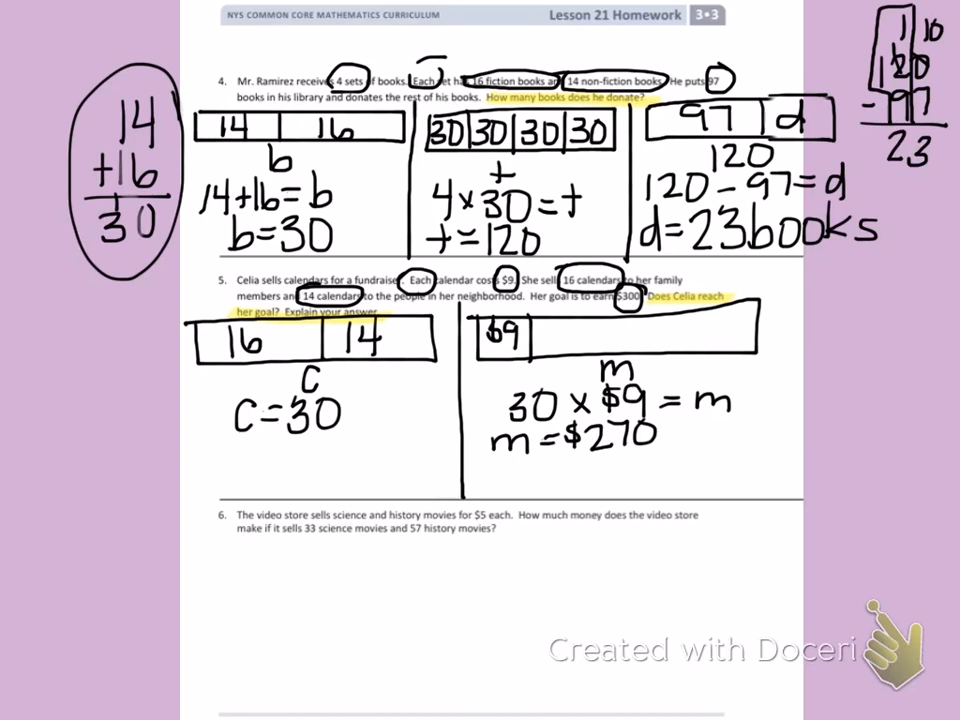 NYS COMMON CORE MATHEMATICS CURRICULUM Lesson 21 Homework 3•3
4. Mr. Ramirez receives 4 sets of books. Each set has 16 fiction books and 14 non-fiction books. He puts 97
books in his library and donates the rest of his books. How many books does he donate?
14
+16
30
14 16
b
14+16=b
b=30
30 30 30 30
t
4×30=t
t=120
97 d
120
120-97=d
d=23books
1 10
120
-97
23
5. Celia sells calendars for a fundraiser. Each calendar costs $9. She sells 16 calendars to her family
members and 14 calendars to the people in her neighborhood. Her goal is to earn $300. Does Celia reach
her goal? Explain your answer.
16 14
c
c=30
$9
m
30 × $9 = m
m=$270
6. The video store sells science and history movies for $5 each. How much money does the video store
make if it sells 33 science movies and 57 history movies?
Created with Doceri